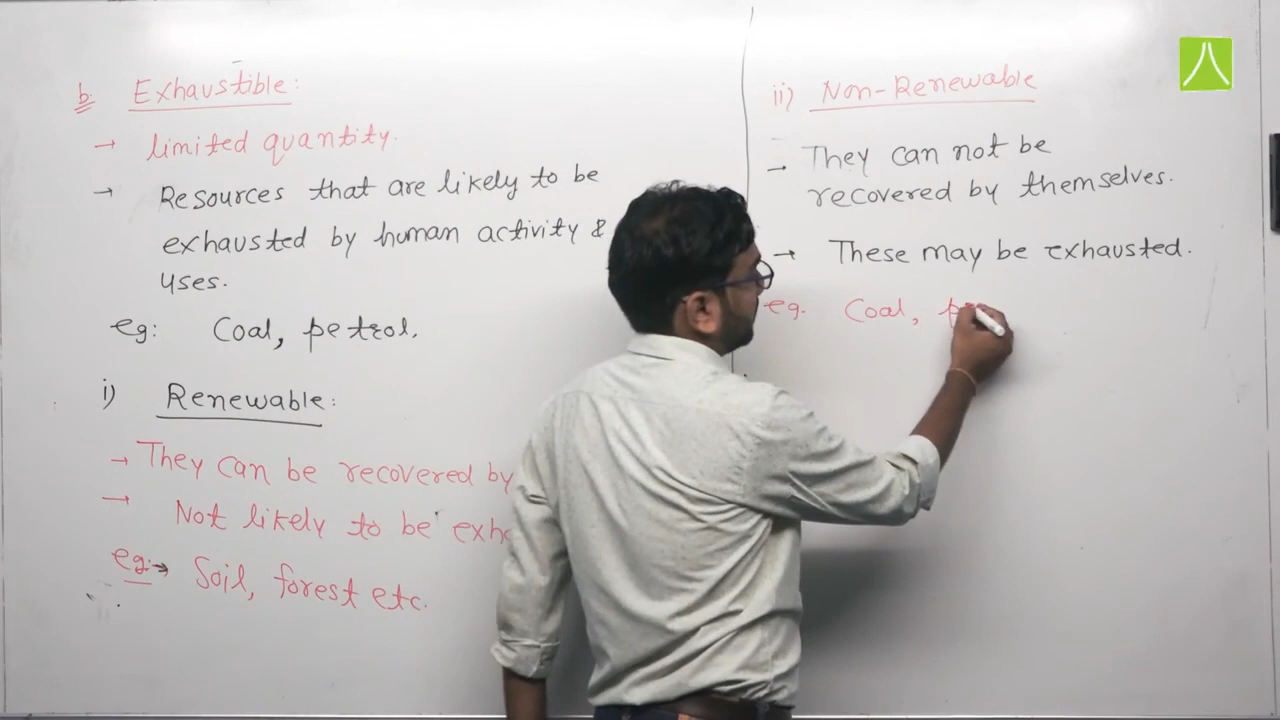 b. Exhaustible:
→ limited quantity.
→ Resources that are likely to be
exhausted by human activity &
uses.
eg: Coal, petrol.
i) Renewable:
→ They can be recovered by
→ Not likely to be
eg:→ Soil, forest etc.
ii) Non-Renewable
→ They can not be
recovered by themselves.
→ These may be exhausted.
eg. Coal,